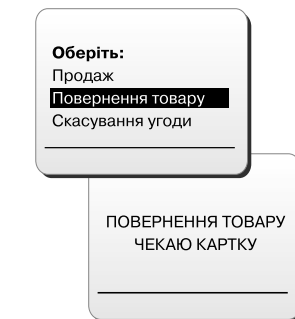 Оберіть:
Продаж
Повернення товару
Скасування угоди
ПОВЕРНЕННЯ ТОВАРУ
ЧЕКАЮ КАРТКУ